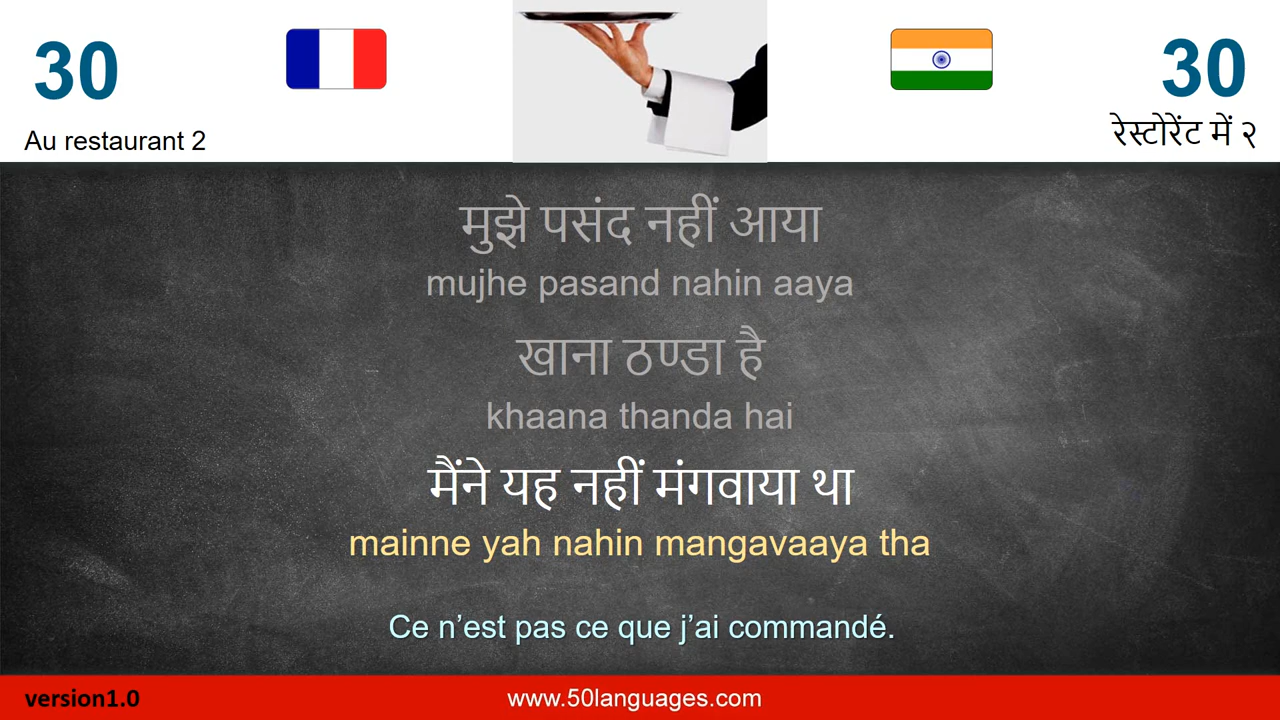 30
30
Au restaurant 2
रेस्टोरेंट में २
मुझे पसंद नहीं आया
mujhe pasand nahin aaya
खाना ठण्डा है
khaana thanda hai
मैंने यह नहीं मंगवाया था
mainne yah nahin mangavaaya tha
Ce n’est pas ce que j’ai commandé.
version1.0
www.50languages.com